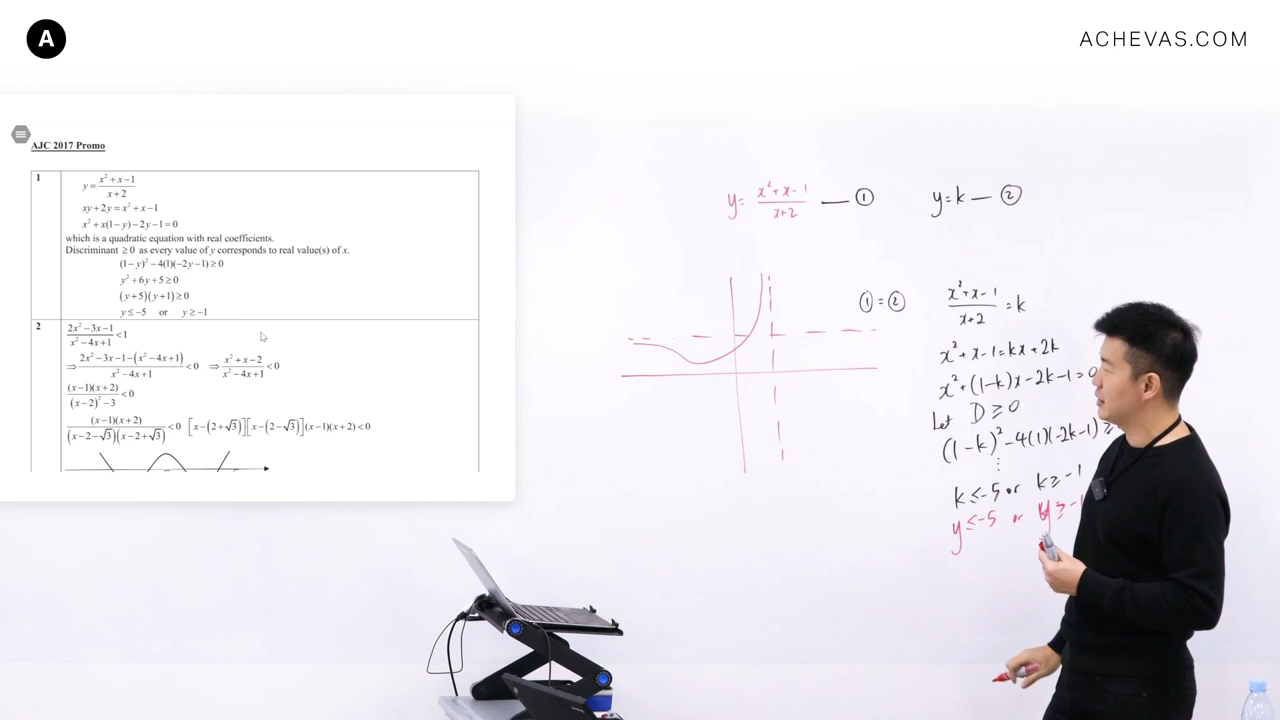 A
ACHEVAS.COM
AJC 2017 Promo
1
y = (x² + x − 1)/(x + 2)
xy + 2y = x² + x − 1
x² + x(1 − y) − 2y − 1 = 0
which is a quadratic equation with real coefficients.
Discriminant ≥ 0 as every value of y corresponds to real value(s) of x.
(1 − y)² − 4(1)(−2y − 1) ≥ 0
y² + 6y + 5 ≥ 0
(y + 5)(y + 1) ≥ 0
y ≤ −5 or y ≥ −1
2
(2x² − 3x − 1)/(x² − 4x + 1) < 1
⇒ (2x² − 3x − 1 − (x² − 4x + 1))/(x² − 4x + 1) < 0 ⇒ (x² + x − 2)/(x² − 4x + 1) < 0
(x − 1)(x + 2)/((x − 2)² − 3) < 0
(x − 1)(x + 2)/((x − 2 − √3)(x − 2 + √3)) < 0 [x − (2 + √3)][x − (2 − √3)](x − 1)(x + 2) < 0
y = (x² + x − 1)/(x + 2) — ①
y = k — ②
① = ②
(x² + x − 1)/(x + 2) = k
x² + x − 1 = kx + 2k
x² + (1 − k)x − 2k − 1 = 0
Let D ≥ 0
(1 − k)² − 4(1)(−2k − 1) ≥
⋮
k ≤ −5 or k ≥ −1
y ≤ −5 or y ≥ −1